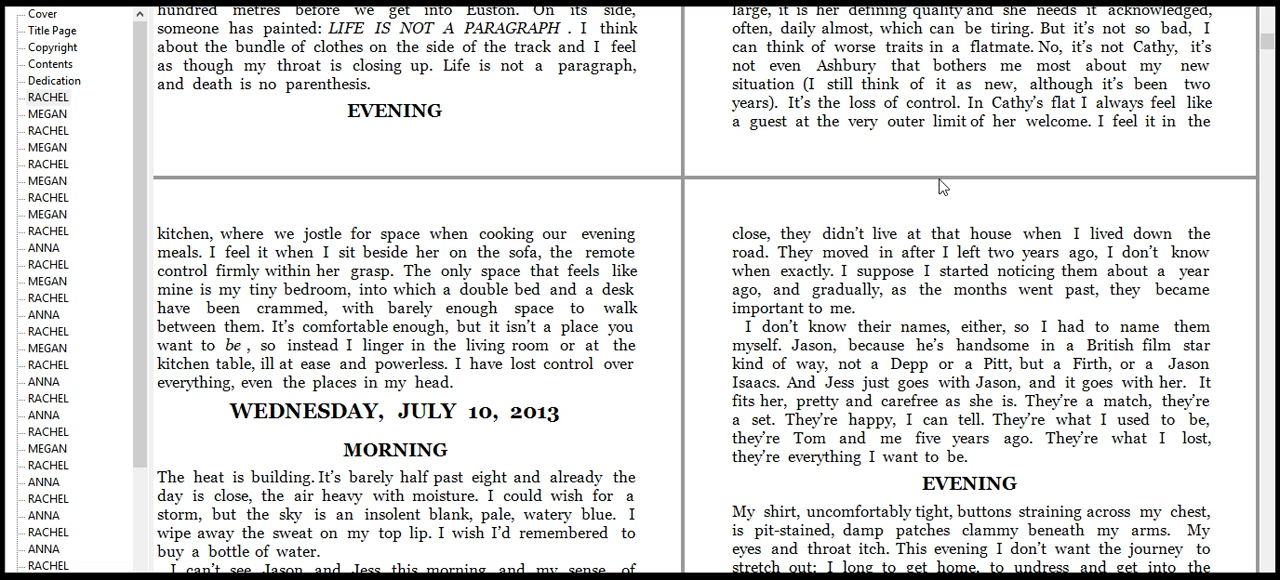 Cover
Title Page
Copyright
Contents
Dedication
RACHEL
MEGAN
RACHEL
MEGAN
RACHEL
MEGAN
RACHEL
MEGAN
RACHEL
ANNA
RACHEL
MEGAN
RACHEL
ANNA
RACHEL
MEGAN
RACHEL
ANNA
RACHEL
ANNA
RACHEL
MEGAN
RACHEL
ANNA
RACHEL
ANNA
RACHEL
ANNA
RACHEL
hundred metres before we get into Euston. On its side,
someone has painted: LIFE IS NOT A PARAGRAPH . I think
about the bundle of clothes on the side of the track and I feel
as though my throat is closing up. Life is not a paragraph,
and death is no parenthesis.
EVENING
large, it is her defining quality and she needs it acknowledged,
often, daily almost, which can be tiring. But it's not so bad, I
can think of worse traits in a flatmate. No, it's not Cathy, it's
not even Ashbury that bothers me most about my new
situation (I still think of it as new, although it's been two
years). It's the loss of control. In Cathy's flat I always feel like
a guest at the very outer limit of her welcome. I feel it in the
kitchen, where we jostle for space when cooking our evening
meals. I feel it when I sit beside her on the sofa, the remote
control firmly within her grasp. The only space that feels like
mine is my tiny bedroom, into which a double bed and a desk
have been crammed, with barely enough space to walk
between them. It's comfortable enough, but it isn't a place you
want to be , so instead I linger in the living room or at the
kitchen table, ill at ease and powerless. I have lost control over
everything, even the places in my head.
WEDNESDAY, JULY 10, 2013
MORNING
The heat is building. It's barely half past eight and already the
day is close, the air heavy with moisture. I could wish for a
storm, but the sky is an insolent blank, pale, watery blue. I
wipe away the sweat on my top lip. I wish I'd remembered to
buy a bottle of water.
I can't see Jason and Jess this morning, and my sense of
close, they didn't live at that house when I lived down the
road. They moved in after I left two years ago, I don't know
when exactly. I suppose I started noticing them about a year
ago, and gradually, as the months went past, they became
important to me.
I don't know their names, either, so I had to name them
myself. Jason, because he's handsome in a British film star
kind of way, not a Depp or a Pitt, but a Firth, or a Jason
Isaacs. And Jess just goes with Jason, and it goes with her. It
fits her, pretty and carefree as she is. They're a match, they're
a set. They're happy, I can tell. They're what I used to be,
they're Tom and me five years ago. They're what I lost,
they're everything I want to be.
EVENING
My shirt, uncomfortably tight, buttons straining across my chest,
is pit-stained, damp patches clammy beneath my arms. My
eyes and throat itch. This evening I don't want the journey to
stretch out; I long to get home, to undress and get into the